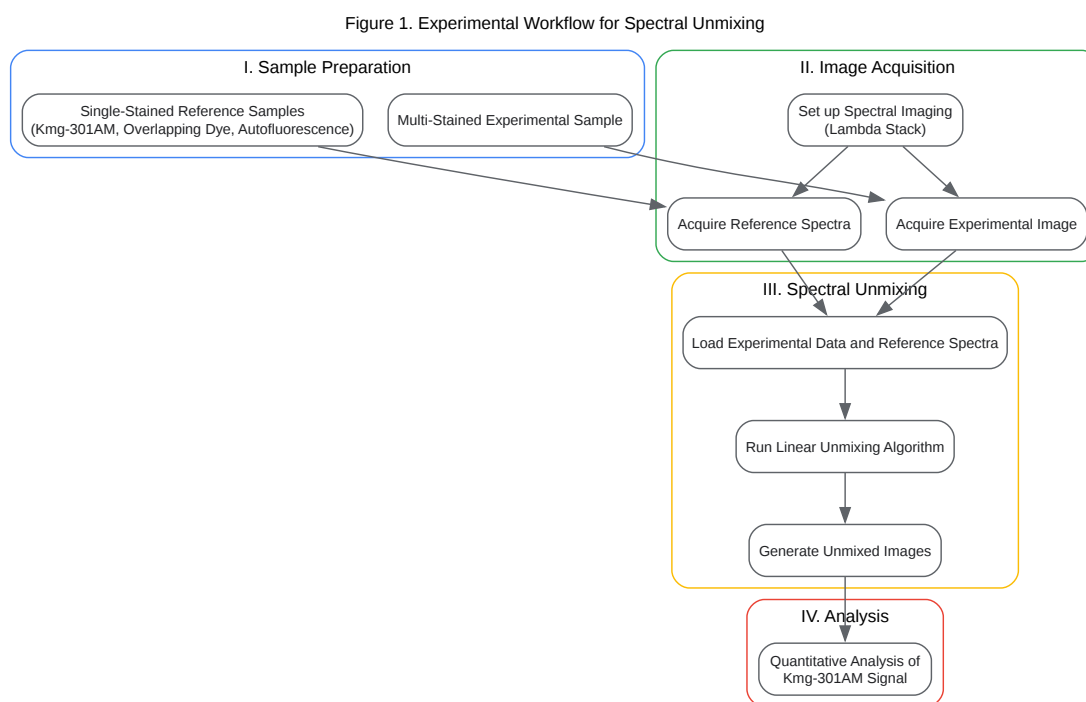 Figure 1. Experimental Workflow for Spectral Unmixing
I. Sample Preparation
Single-Stained Reference Samples
(Kmg-301AM, Overlapping Dye, Autofluorescence)
Multi-Stained Experimental Sample
II. Image Acquisition
Set up Spectral Imaging
(Lambda Stack)
Acquire Reference Spectra
Acquire Experimental Image
III. Spectral Unmixing
Load Experimental Data and Reference Spectra
Run Linear Unmixing Algorithm
Generate Unmixed Images
IV. Analysis
Quantitative Analysis of
Kmg-301AM Signal